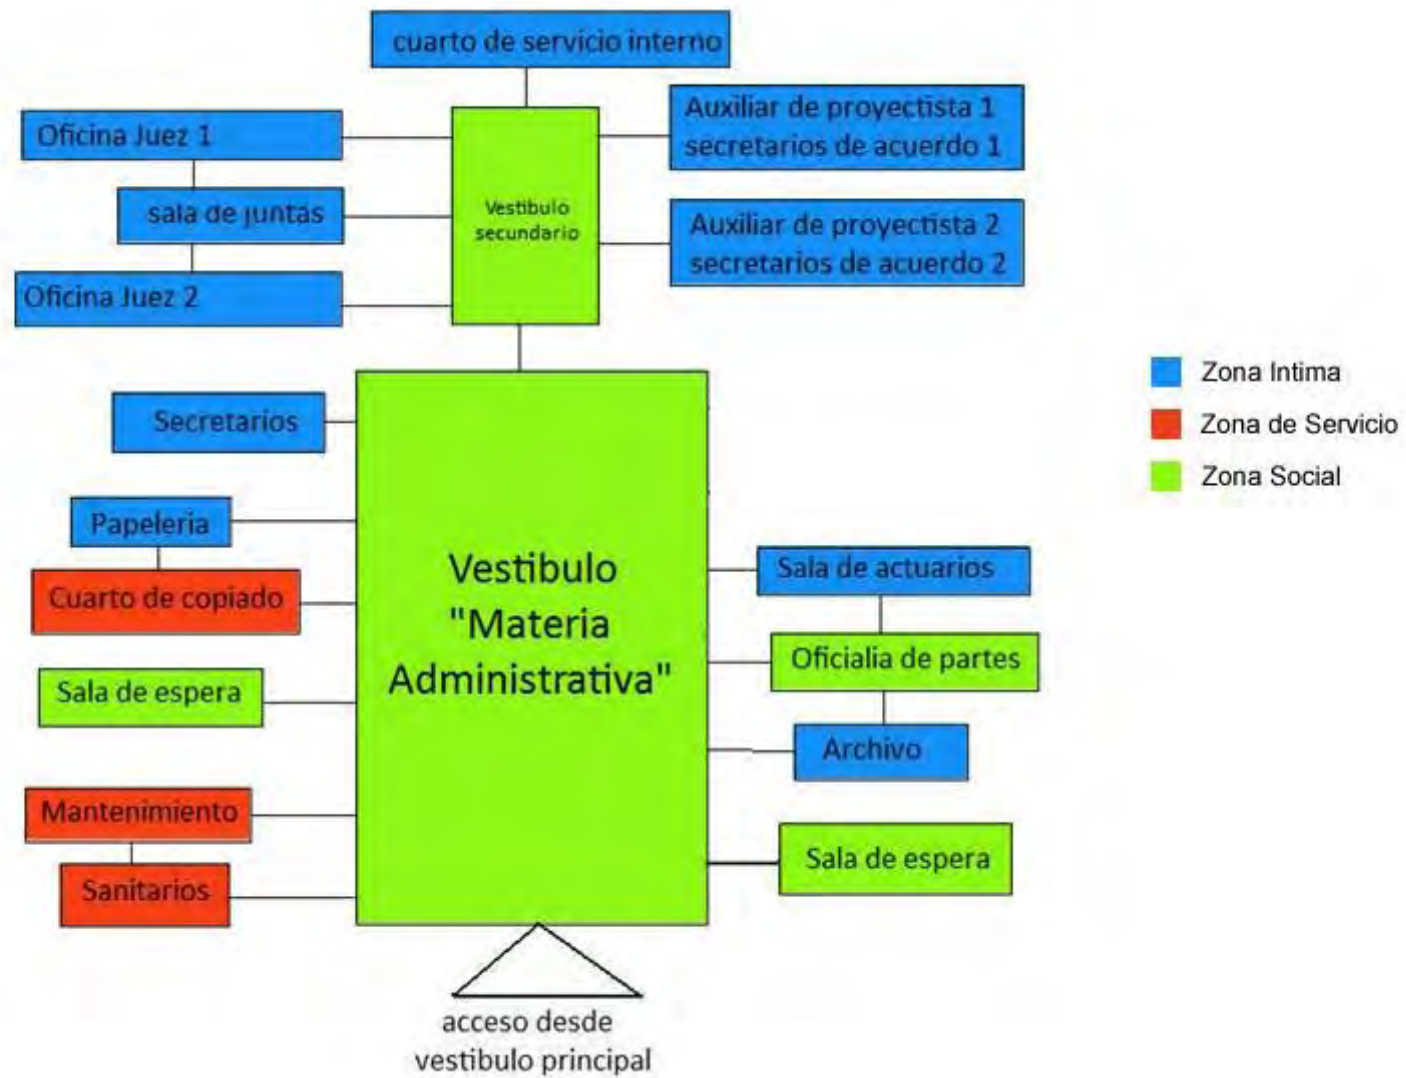 cuarto de servicio interno
Oficina Juez 1
Auxiliar de proyectista 1
secretarios de acuerdo 1
sala de juntas
Vestibulo
secundario
Auxiliar de proyectista 2
secretarios de acuerdo 2
Oficina Juez 2
Secretarios
Papeleria
Cuarto de copiado
Sala de espera
Mantenimiento
Sanitarios
Vestibulo
"Materia
Administrativa"
Sala de actuarios
Oficialia de partes
Archivo
Sala de espera
acceso desde
vestibulo principal
Zona Intima
Zona de Servicio
Zona Social